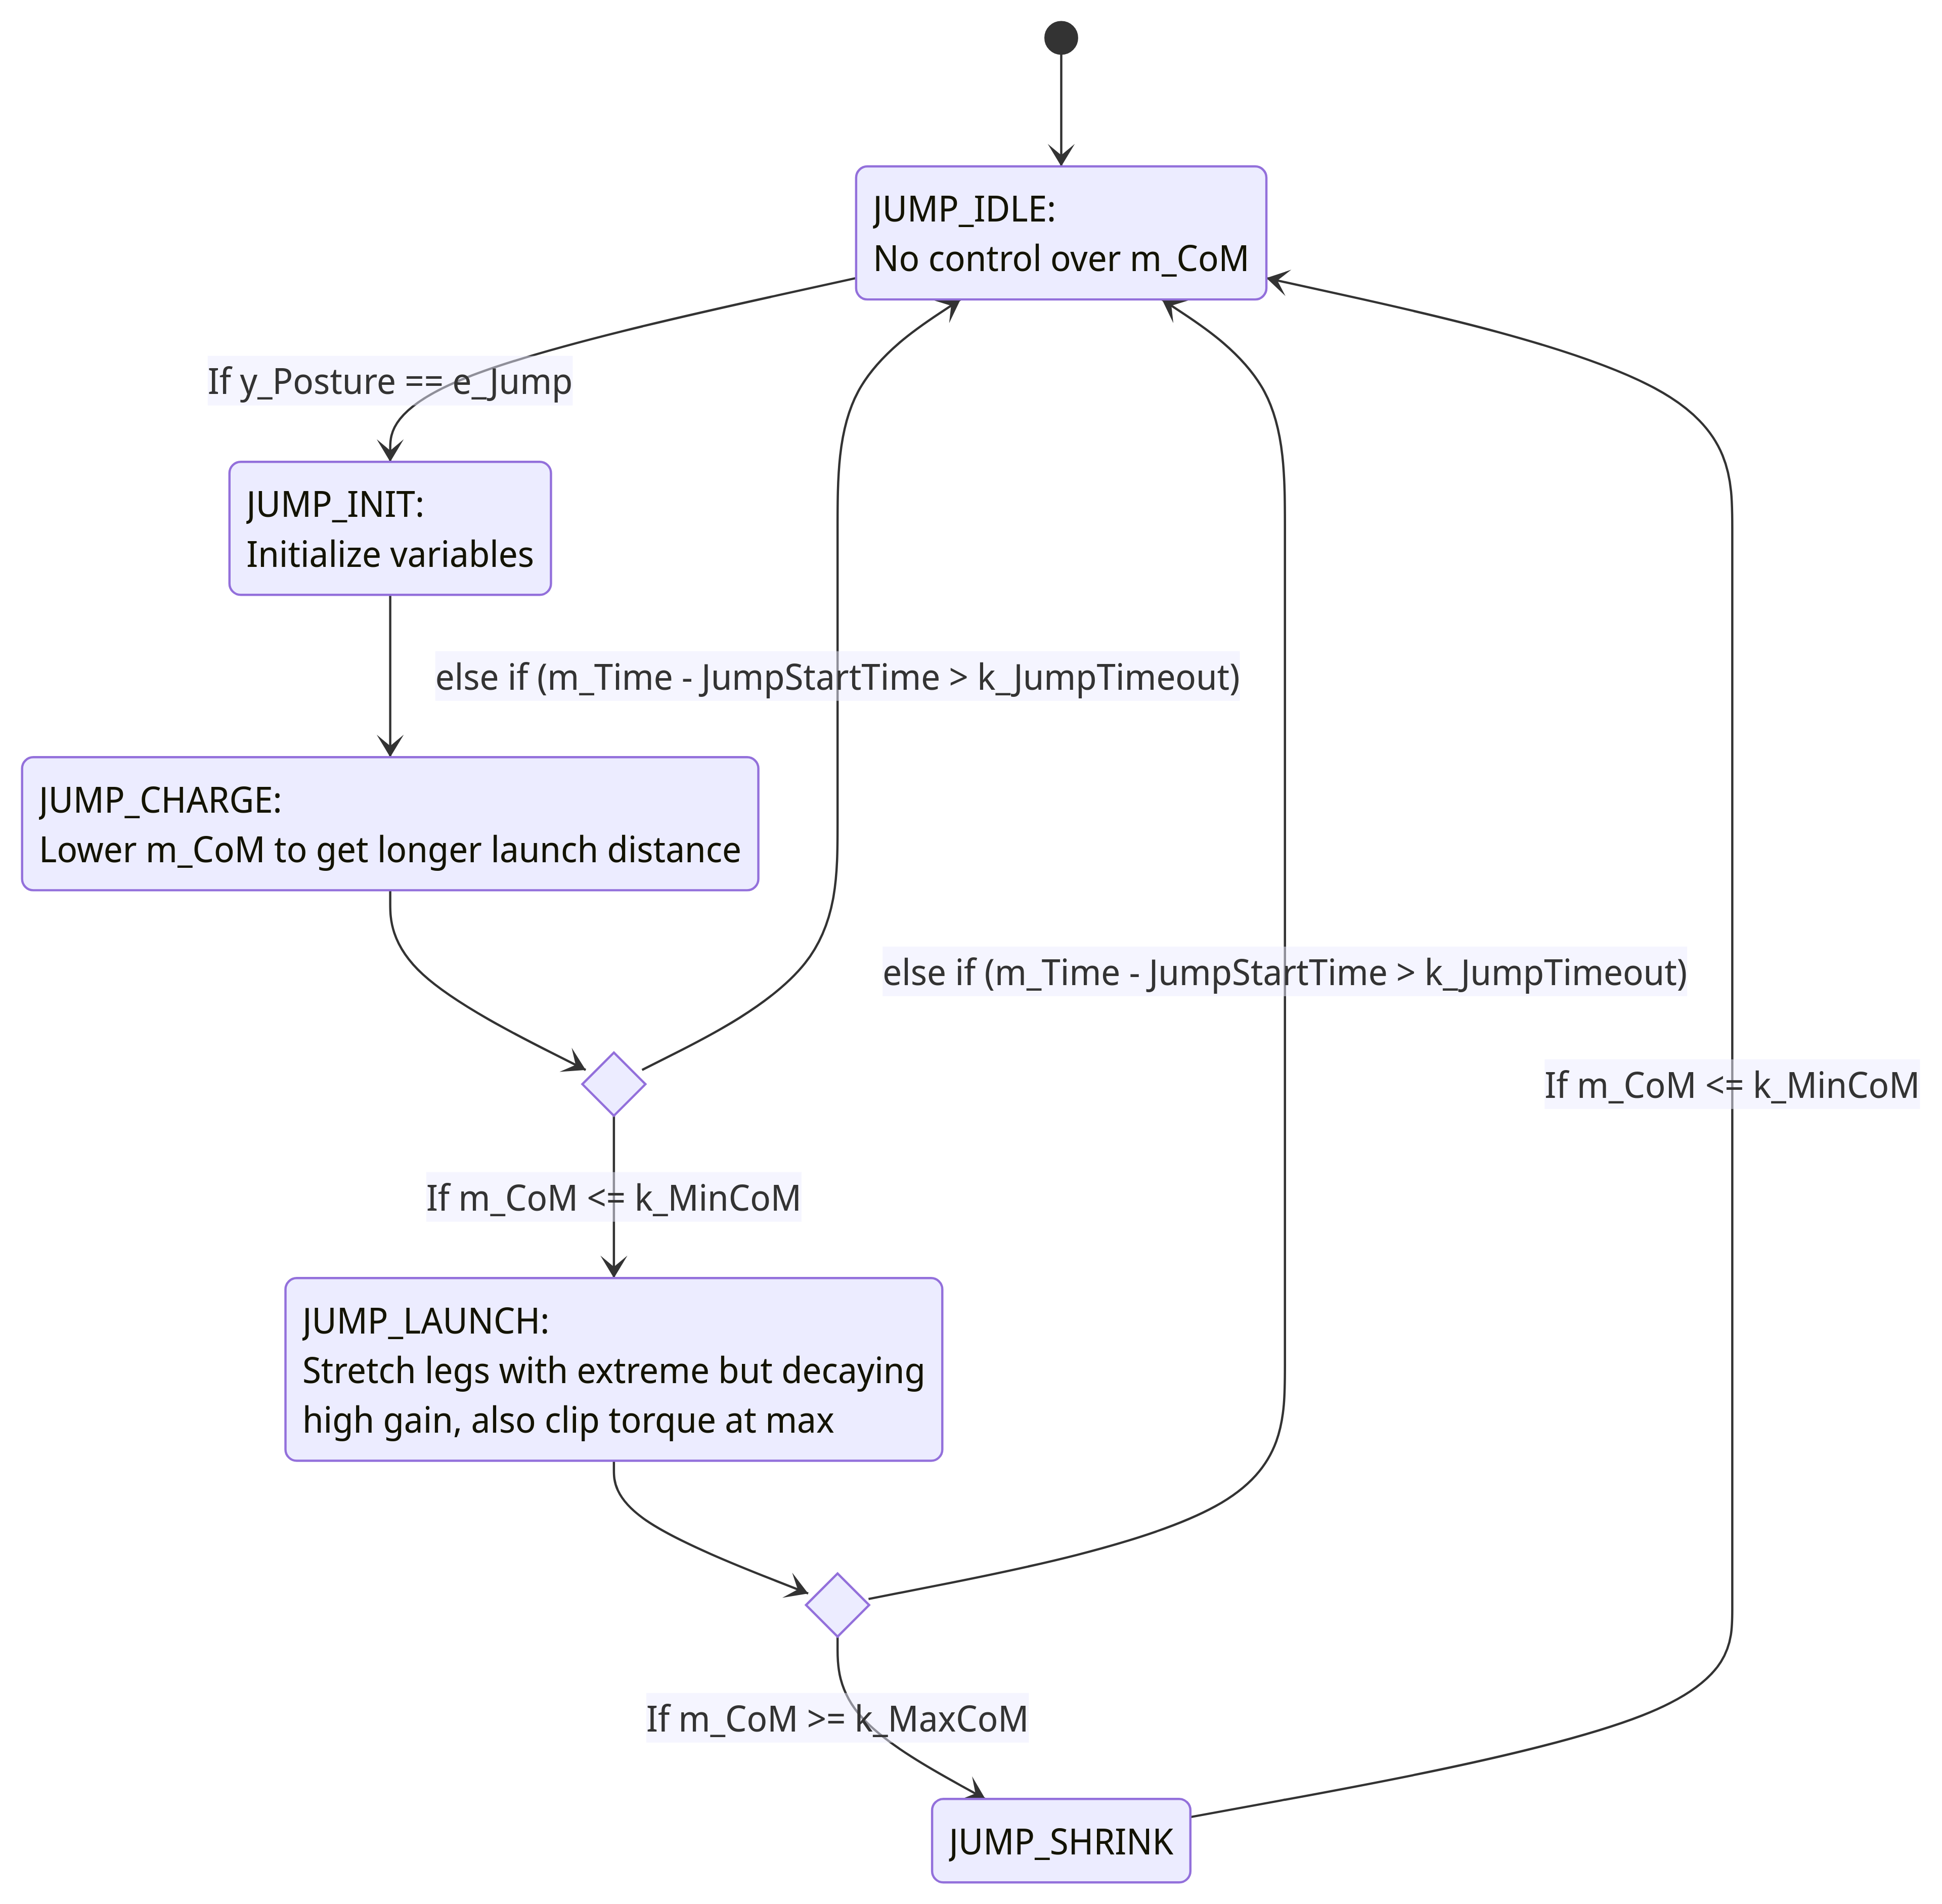 JUMP_IDLE:
No control over m_CoM
If y_Posture == e_Jump
JUMP_INIT:
Initialize variables
else if (m_Time - JumpStartTime > k_JumpTimeout)
JUMP_CHARGE:
Lower m_CoM to get longer launch distance
else if (m_Time - JumpStartTime > k_JumpTimeout)
If m_CoM <= k_MinCoM
If m_CoM <= k_MinCoM
JUMP_LAUNCH:
Stretch legs with extreme but decaying
high gain, also clip torque at max
If m_CoM >= k_MaxCoM
JUMP_SHRINK